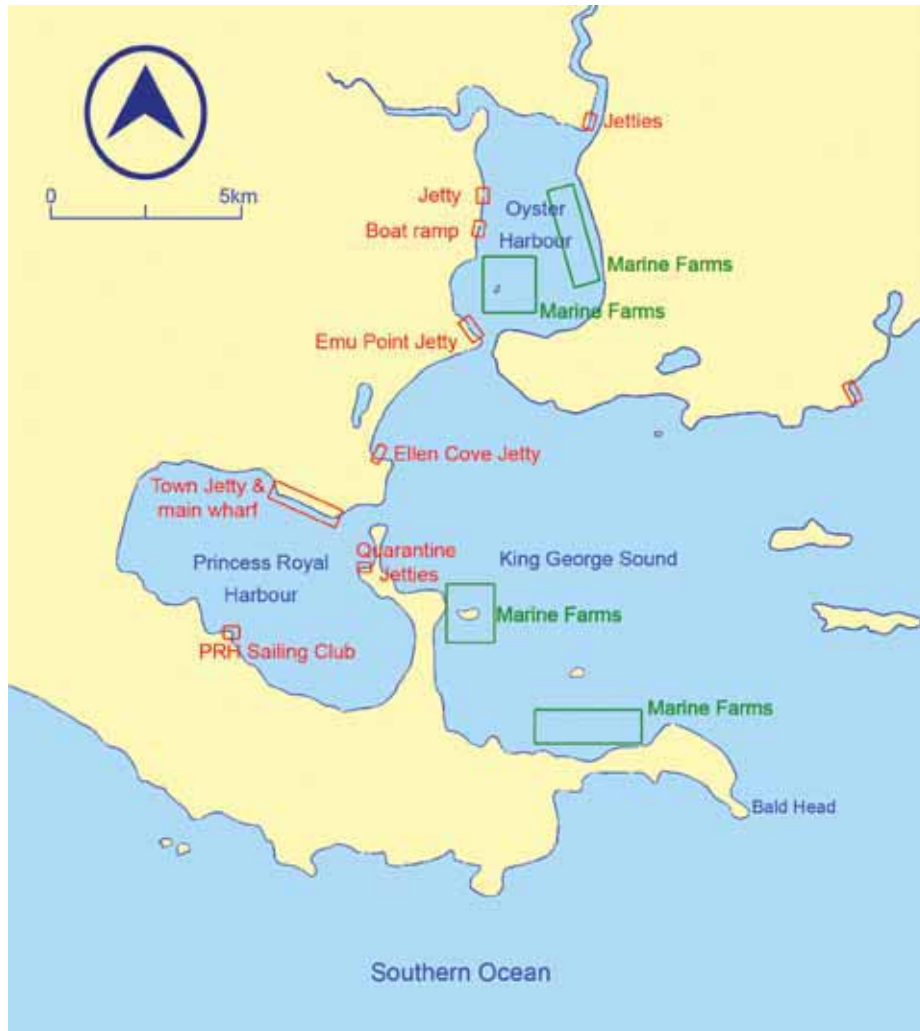 0 5km
Jetties
Jetty
Oyster
Harbour
Boat ramp
Marine Farms
Marine Farms
Emu Point Jetty
Ellen Cove Jetty
Town Jetty &
main wharf
Quarantine
Jetties
Princess Royal
Harbour
King George Sound
Marine Farms
PRH Sailing Club
Marine Farms
Bald Head
Southern Ocean